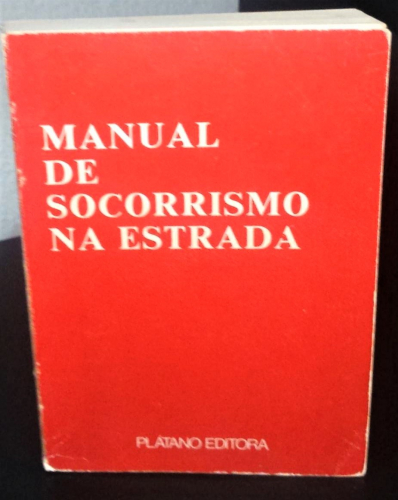 MANUAL
DE
SOCORRISMO
NA ESTRADA
PLÁTANO EDITORA